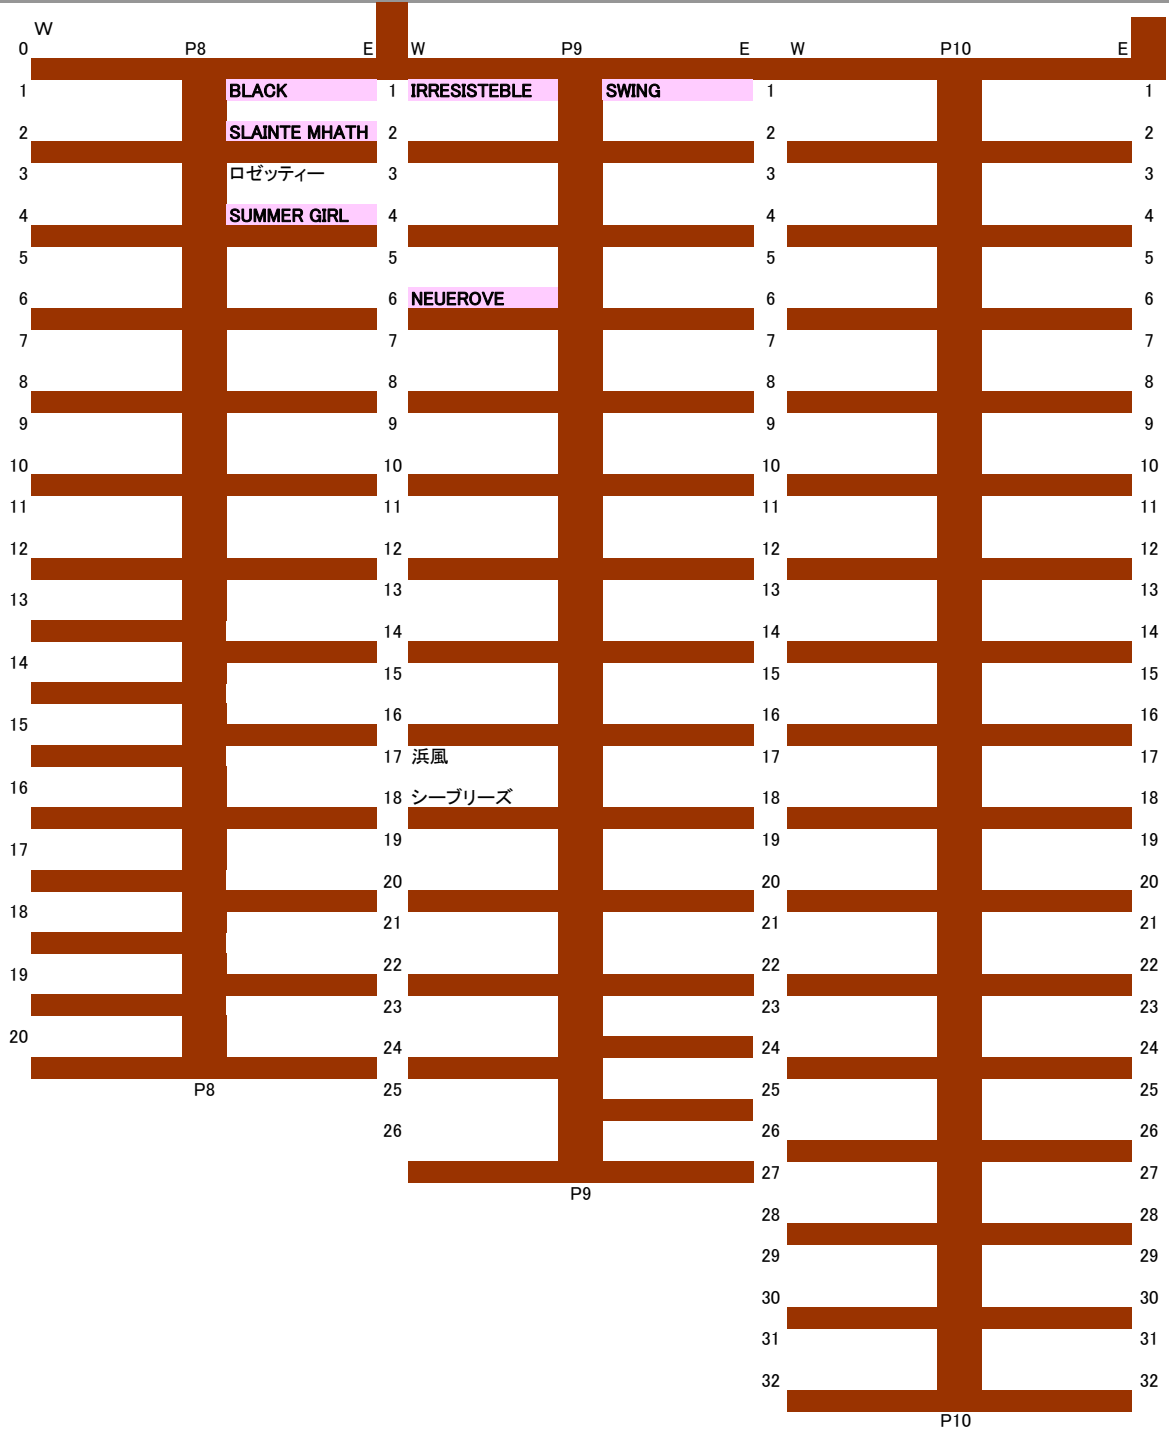 W
0 P8 E W P9 E W P10 E
1 BLACK 1 IRRESISTEBLE SWING 1 1
2 SLAINTE MHATH 2 2 2
3 ロゼッティー 3 3 3
4 SUMMER GIRL 4 4 4
5 5 5 5
6 6 NEUEROVE 6 6
7 7 7 7
8 8 8 8
9 9 9 9
10 10 10 10
11 11 11 11
12 12 12 12
13 13 13 13
14 14 14
14 15 15 15
15 16 16 16
17 浜風 17 17
16 18 シーブリーズ 18 18
17 19 19 19
20 20 20
18 21 21 21
22 22 22
19 23 23 23
20 24 24 24
P8 25 25 25
26 26 26
27 27
P9
28 28
29 29
30 30
31 31
32 32
P10